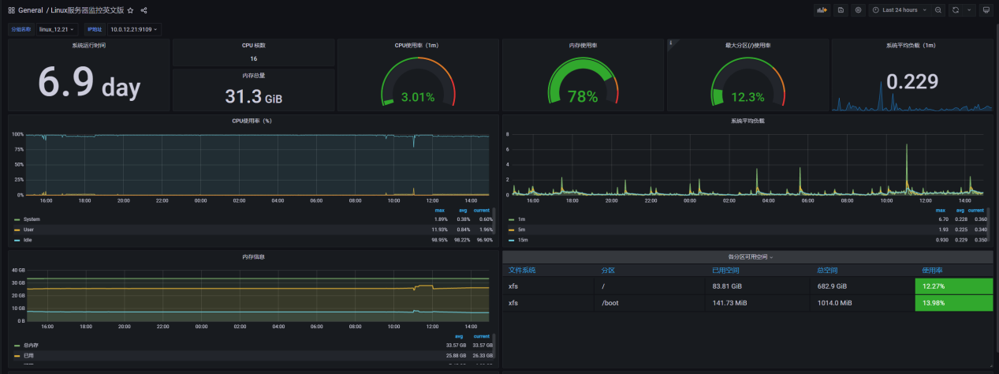 General / Linux服务器监控英文版
Last 24 hours
分组名称 linux_12.21 IP地址 10.0.12.21:9109
系统运行时间
6.9 day
CPU 核数
16
内存总量
31.3 GiB
CPU使用率（1m）
3.01%
内存使用率
78%
最大分区(/)使用率
12.3%
系统平均负载（1m）
0.229
CPU使用率（%）
100%
75%
50%
25%
0%
16:00 18:00 20:00 22:00 00:00 02:00 04:00 06:00 08:00 10:00 12:00 14:00
max avg current
System 1.89% 0.38% 0.60%
User 11.93% 0.84% 1.96%
Idle 98.95% 98.22% 96.90%
系统平均负载
8
6
4
2
0
16:00 18:00 20:00 22:00 00:00 02:00 04:00 06:00 08:00 10:00 12:00 14:00
max avg current
1m 6.70 0.228 0.360
5m 1.93 0.225 0.340
15m 0.930 0.229 0.350
内存信息
40 GB
30 GB
20 GB
10 GB
0 B
16:00 18:00 20:00 22:00 00:00 02:00 04:00 06:00 08:00 10:00 12:00 14:00
avg current
总内存 33.57 GB 33.57 GB
已用 25.88 GB 26.33 GB
各分区可用空间
文件系统 分区 已用空间 总空间 使用率
xfs / 83.81 GiB 682.9 GiB 12.27%
xfs /boot 141.73 MiB 1014.0 MiB 13.98%